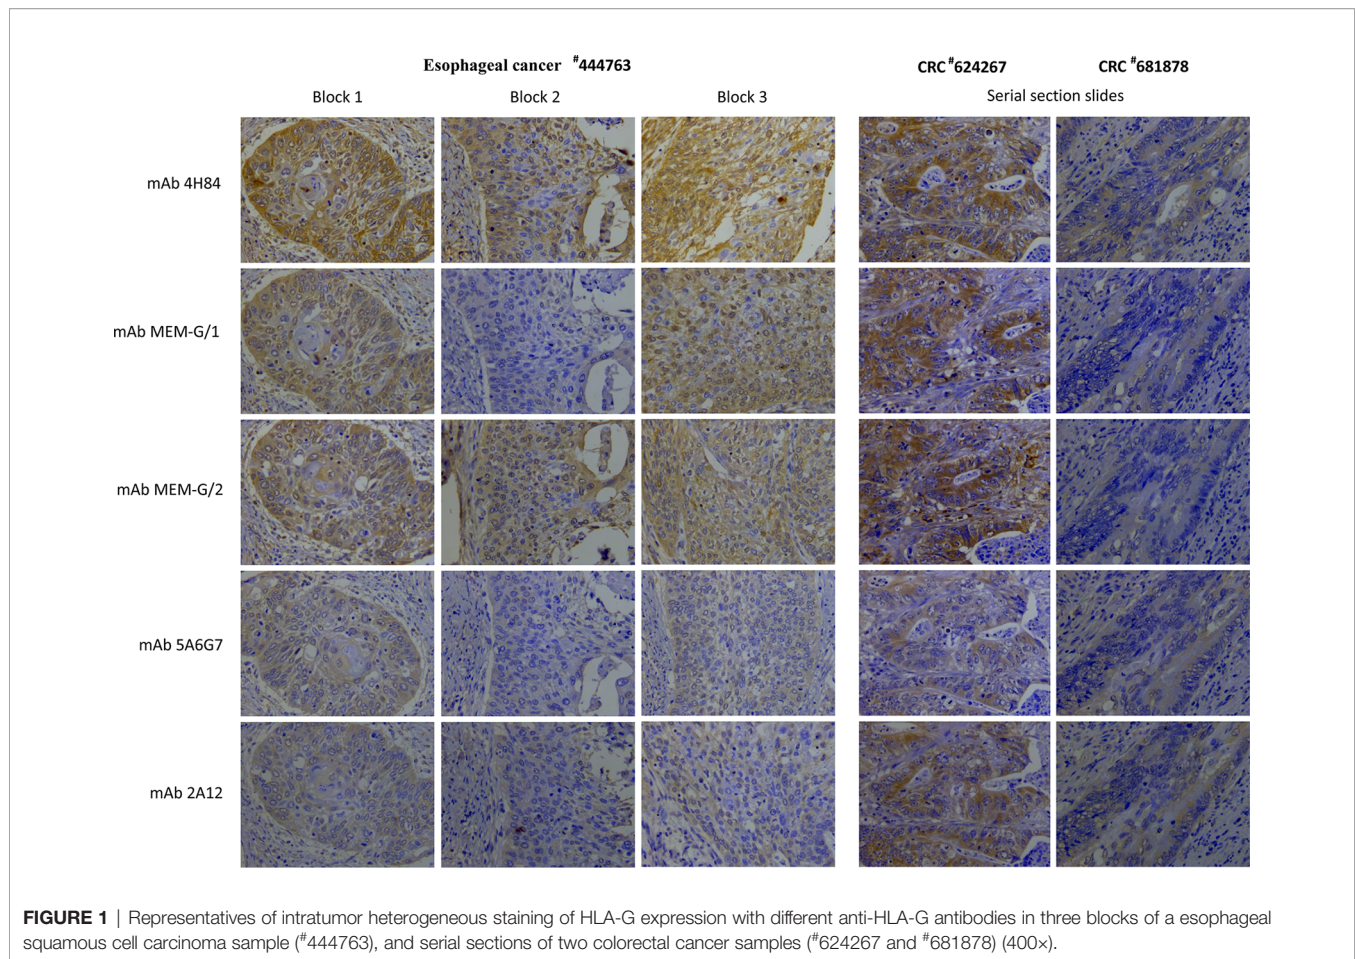 Esophageal cancer #444763
CRC #624267
CRC #681878
Block 1
Block 2
Block 3
Serial section slides
mAb 4H84
mAb MEM-G/1
mAb MEM-G/2
mAb 5A6G7
mAb 2A12
FIGURE 1 | Representatives of intratumor heterogeneous staining of HLA-G expression with different anti-HLA-G antibodies in three blocks of a esophageal
squamous cell carcinoma sample (#444763), and serial sections of two colorectal cancer samples (#624267 and #681878) (400×).